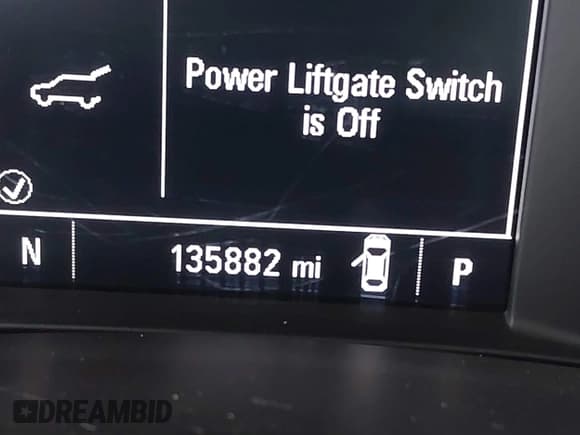 Power Liftgate Switch
is Off
N 135882 mi P
DREAMBID